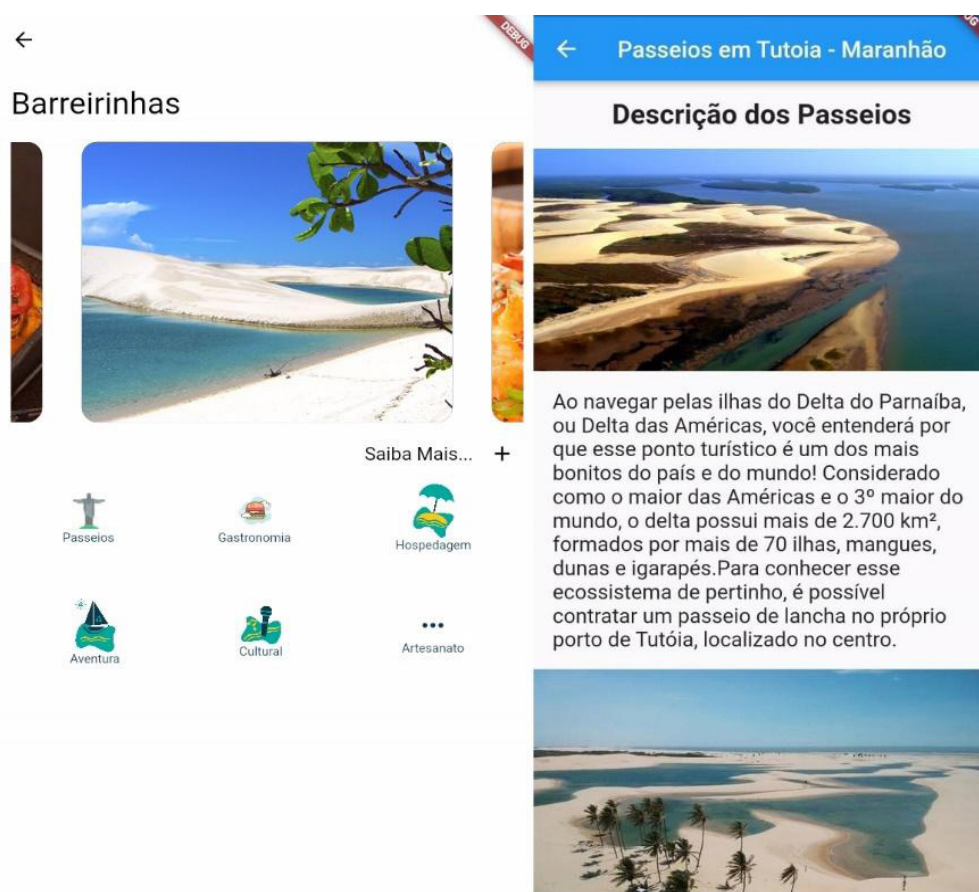 DEBUG
Barreirinhas
Saiba Mais... +
Passeios
Gastronomia
Hospedagem
Aventura
Cultural
Artesanato
Passeios em Tutoia - Maranhão
Descrição dos Passeios
Ao navegar pelas ilhas do Delta do Parnaíba,
ou Delta das Américas, você entenderá por
que esse ponto turístico é um dos mais
bonitos do país e do mundo! Considerado
como o maior das Américas e o 3º maior do
mundo, o delta possui mais de 2.700 km²,
formados por mais de 70 ilhas, mangues,
dunas e igarapés.Para conhecer esse
ecossistema de pertinho, é possível
contratar um passeio de lancha no próprio
porto de Tutóia, localizado no centro.